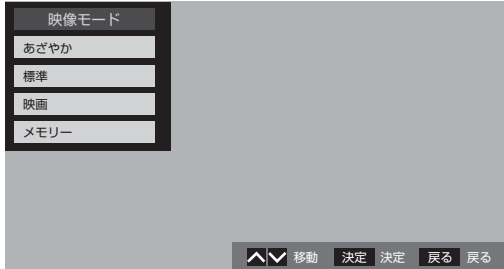 映像モード
あざやか
標準
映画
メモリー
移動 決定 決定 戻る 戻る